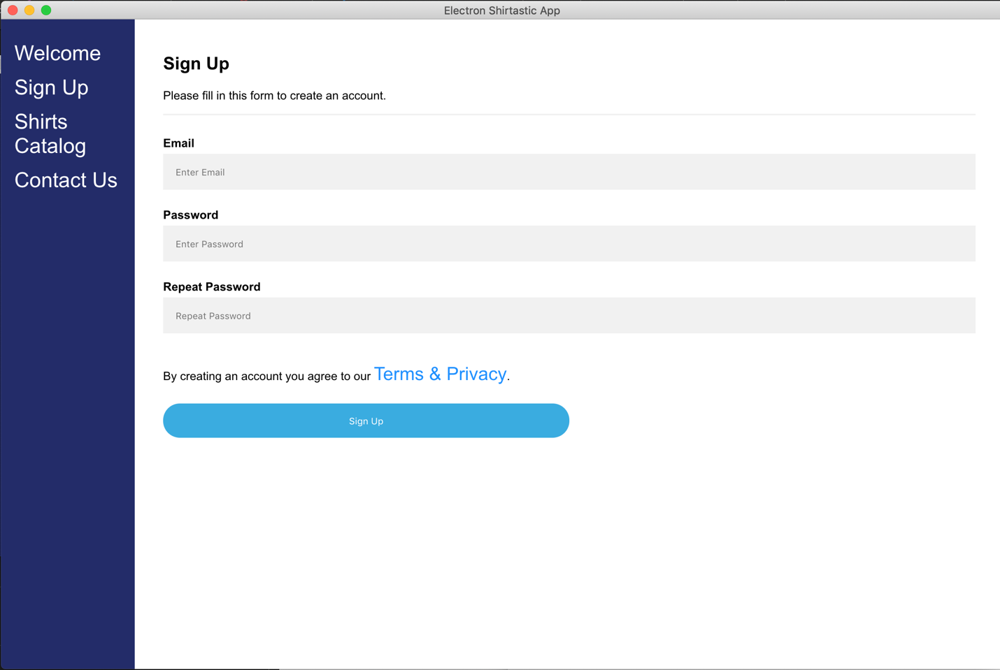 Electron Shirtastic App
Welcome
Sign Up
Shirts
Catalog
Contact Us
Sign Up
Please fill in this form to create an account.
Email
Enter Email
Password
Enter Password
Repeat Password
Repeat Password
By creating an account you agree to our Terms & Privacy.
Sign Up